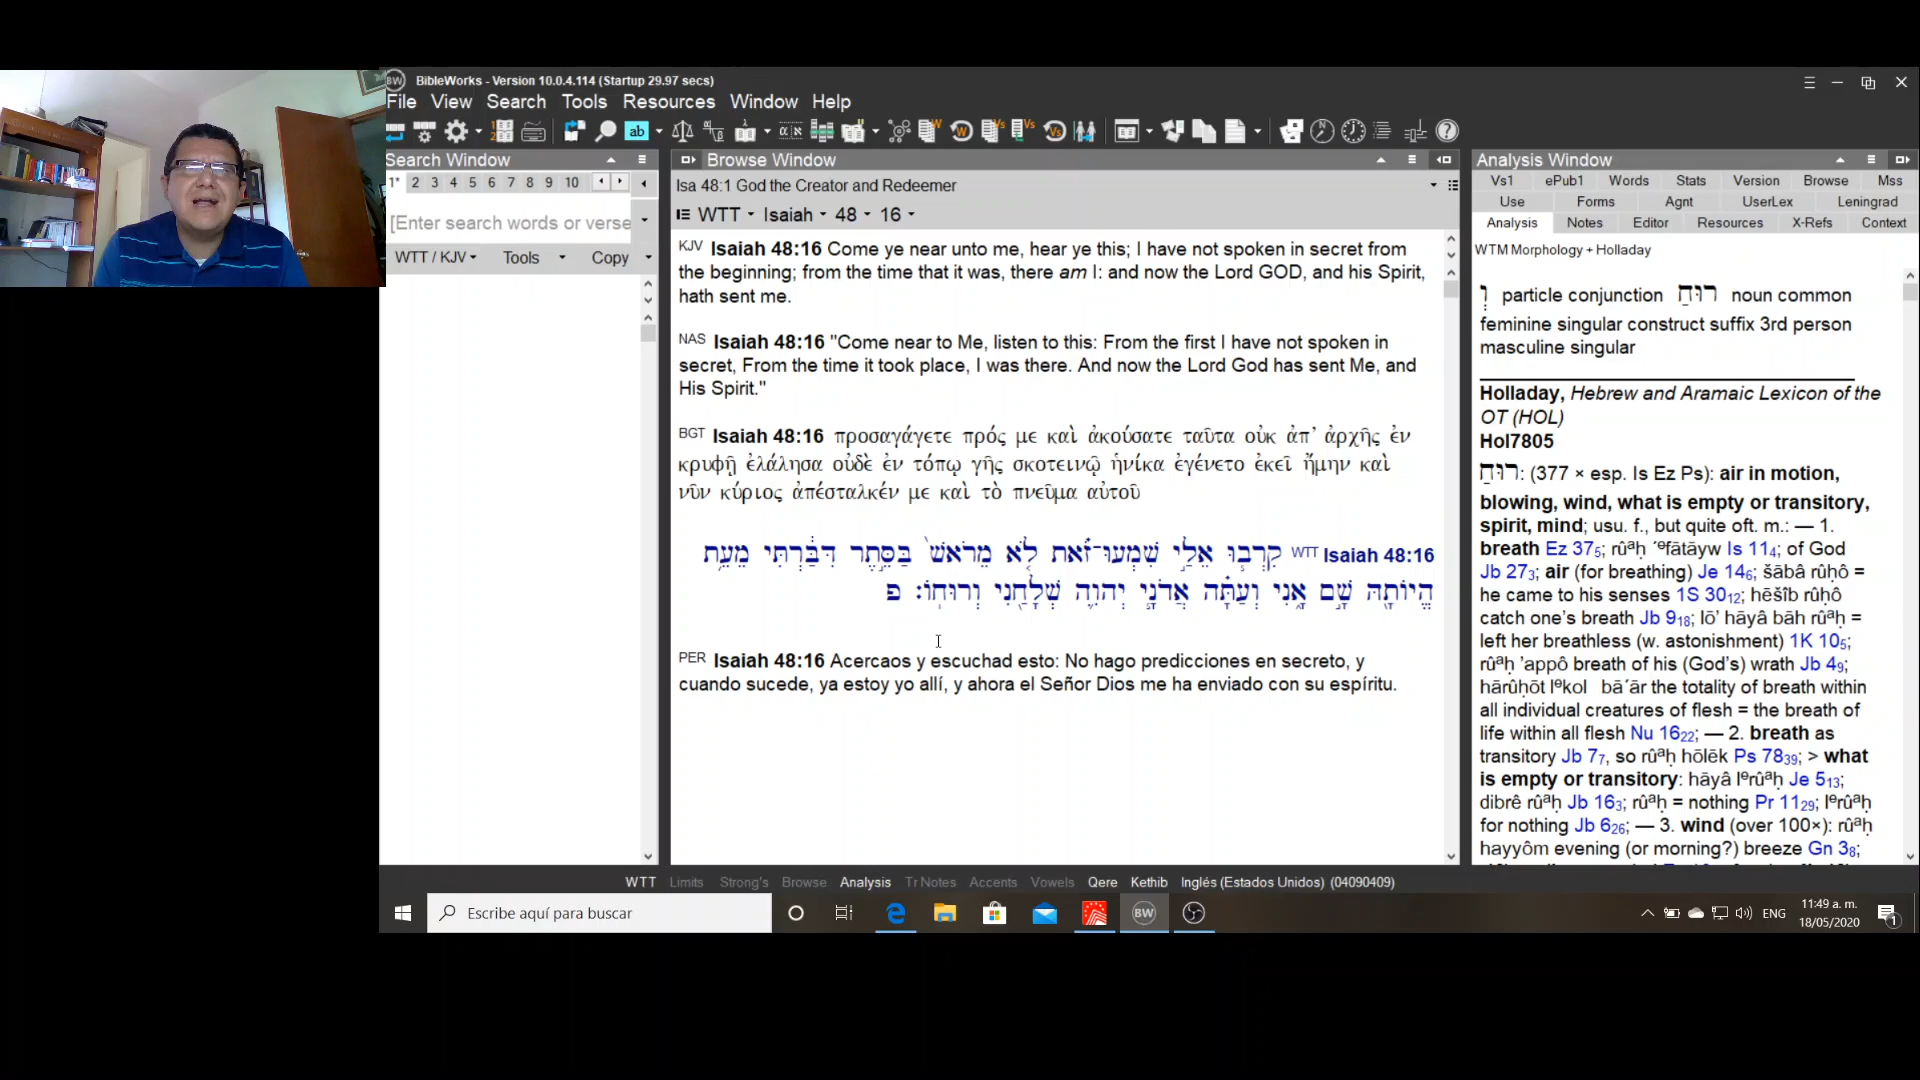 BibleWorks - Version 10.0.4.114 (Startup 29.97 secs)
File View Search Tools Resources Window Help
Search Window
1* 2 3 4 5 6 7 8 9 10
[Enter search words or verse
WTT / KJV Tools Copy
Browse Window
Isa 48:1 God the Creator and Redeemer
WTT Isaiah 48 16
KJV Isaiah 48:16 Come ye near unto me, hear ye this; I have not spoken in secret from
the beginning; from the time that it was, there am I: and now the Lord GOD, and his Spirit,
hath sent me.
NAS Isaiah 48:16 "Come near to Me, listen to this: From the first I have not spoken in
secret, From the time it took place, I was there. And now the Lord God has sent Me, and
His Spirit."
BGT Isaiah 48:16 προσαγάγετε πρός με καὶ ἀκούσατε ταῦτα οὐκ ἀπ’ ἀρχῆς ἐν
κρυφῇ ἐλάλησα οὐδὲ ἐν τόπῳ γῆς σκοτεινῷ ἡνίκα ἐγένετο ἐκεῖ ἤμην καὶ
νῦν κύριος ἀπέσταλκέν με καὶ τὸ πνεῦμα αὐτοῦ
WTT Isaiah 48:16 קִרְב֧וּ אֵלַ֣י שִׁמְעוּ־זֹ֗את לֹ֤א מֵרֹאשׁ֙ בַּסֵּ֣תֶר דִּבַּ֔רְתִּי מֵעֵ֥ת
הֱיוֹתָ֖הּ שָׁ֣ם אָ֑נִי וְעַתָּ֗ה אֲדֹנָ֧י יְהוִ֛ה שְׁלָחַ֖נִי וְרוּחֽוֹ׃ פ
PER Isaiah 48:16 Acercaos y escuchad esto: No hago predicciones en secreto, y
cuando sucede, ya estoy yo allí, y ahora el Señor Dios me ha enviado con su espíritu.
Analysis Window
Vs1 ePub1 Words Stats Version Browse Mss
Use Forms Agnt UserLex Leningrad
Analysis Notes Editor Resources X-Refs Context
WTM Morphology + Holladay
וְ particle conjunction רוּחַ noun common
feminine singular construct suffix 3rd person
masculine singular
Holladay, Hebrew and Aramaic Lexicon of the
OT (HOL)
Hol7805
רוּחַ: (377 × esp. Is Ez Ps): air in motion,
blowing, wind, what is empty or transitory,
spirit, mind; usu. f., but quite oft. m.: — 1.
breath Ez 37₅; rûᵃḥ ´ᵉfātāyw Is 11₄; of God
Jb 27₃; air (for breathing) Je 14₆; šābâ rûḥô =
he came to his senses 1S 30₁₂; hēšîb rûḥô
catch one’s breath Jb 9₁₈; lō’ hāyâ bāh rûᵃḥ =
left her breathless (w. astonishment) 1K 10₅;
rûᵃḥ ’appô breath of his (God’s) wrath Jb 4₉;
hārûḥōt lᵉkol bā´ār the totality of breath within
all individual creatures of flesh = the breath of
life within all flesh Nu 16₂₂; — 2. breath as
transitory Jb 7₇, so rûᵃḥ hōlēk Ps 78₃₉; > what
is empty or transitory: hāyâ lᵉrûᵃḥ Je 5₁₃;
dibrê rûᵃḥ Jb 16₃; rûᵃḥ = nothing Pr 11₂₉; lᵉrûᵃḥ
for nothing Jb 6₂₆; — 3. wind (over 100×): rûᵃḥ
hayyôm evening (or morning?) breeze Gn 3₈;
WTT Limits Strong's Browse Analysis Tr Notes Accents Vowels Qere Kethib Inglés (Estados Unidos) (04090409)
Escribe aquí para buscar
BW
ENG
11:49 a. m.
18/05/2020
1